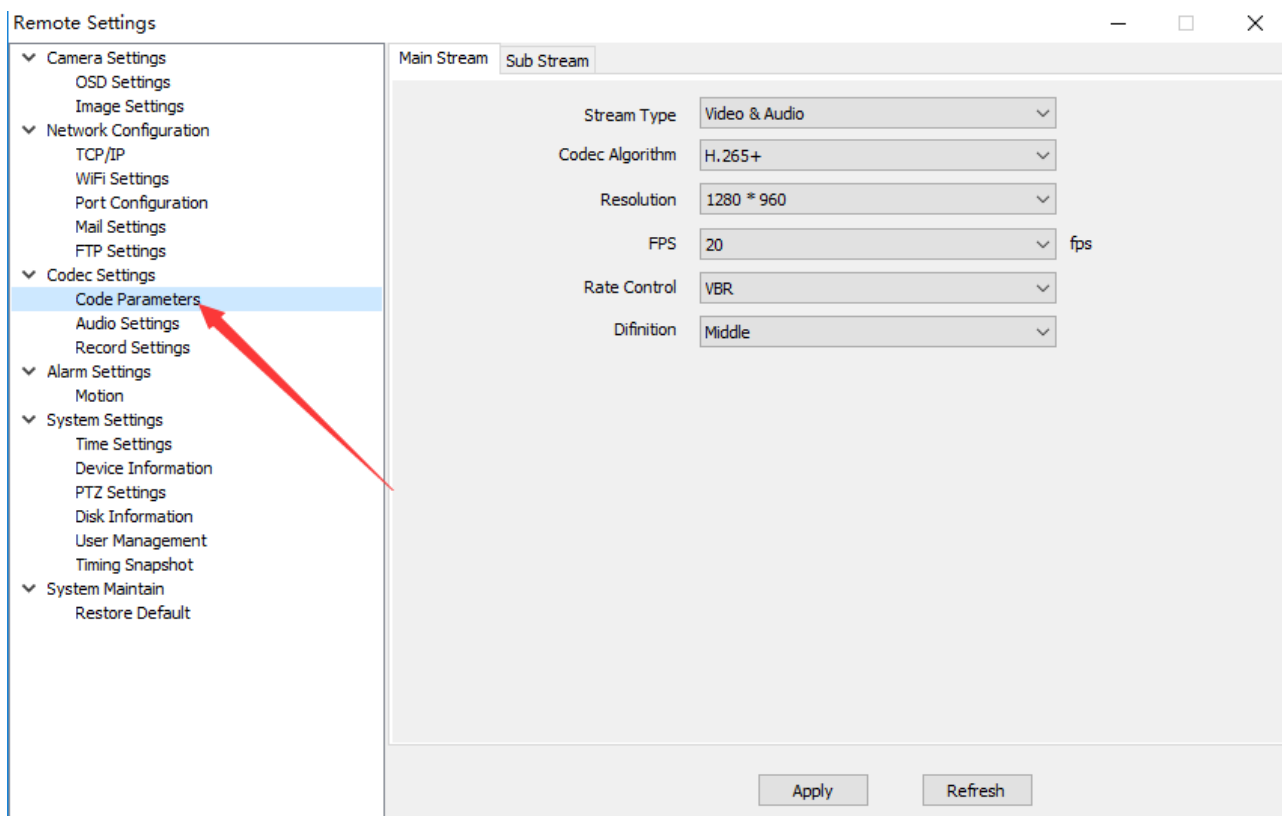 Remote Settings
Camera Settings
OSD Settings
Image Settings
Network Configuration
TCP/IP
WiFi Settings
Port Configuration
Mail Settings
FTP Settings
Codec Settings
Code Parameters
Audio Settings
Record Settings
Alarm Settings
Motion
System Settings
Time Settings
Device Information
PTZ Settings
Disk Information
User Management
Timing Snapshot
System Maintain
Restore Default
Main Stream Sub Stream
Stream Type Video & Audio
Codec Algorithm H.265+
Resolution 1280 * 960
FPS 20 fps
Rate Control VBR
Difinition Middle
Apply Refresh